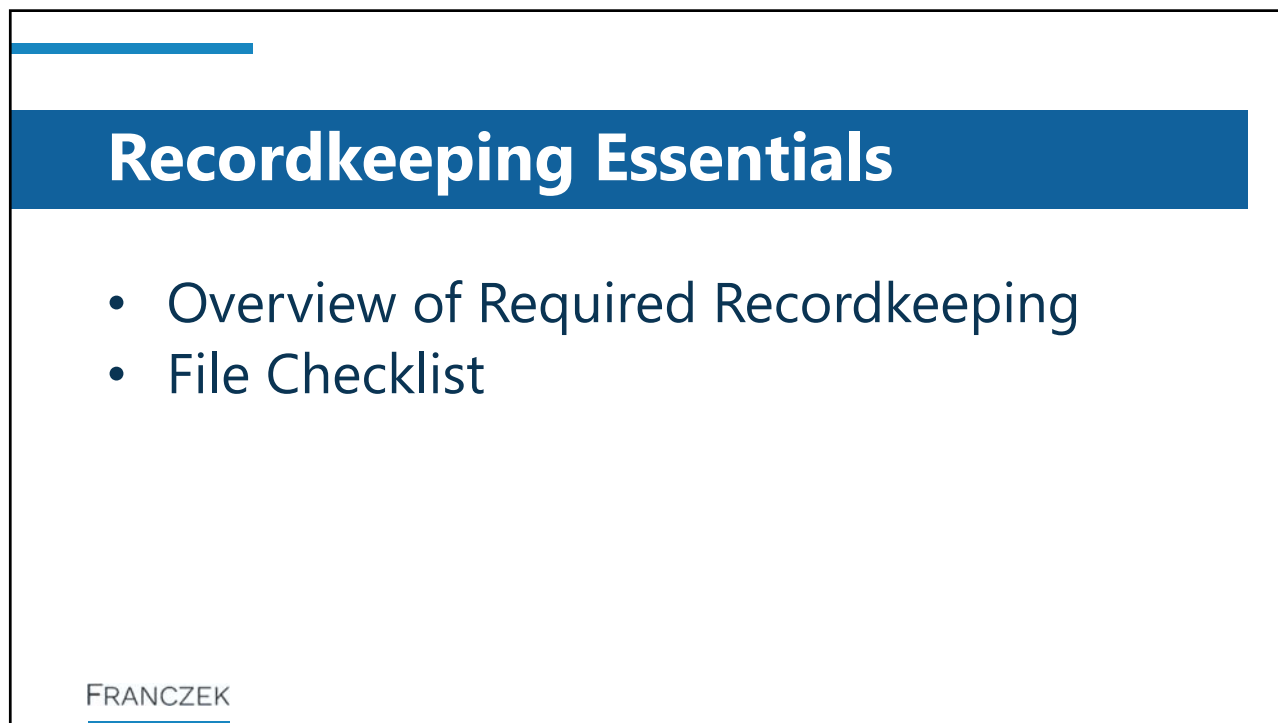 Recordkeeping Essentials
• Overview of Required Recordkeeping
• File Checklist
FRANCZEK